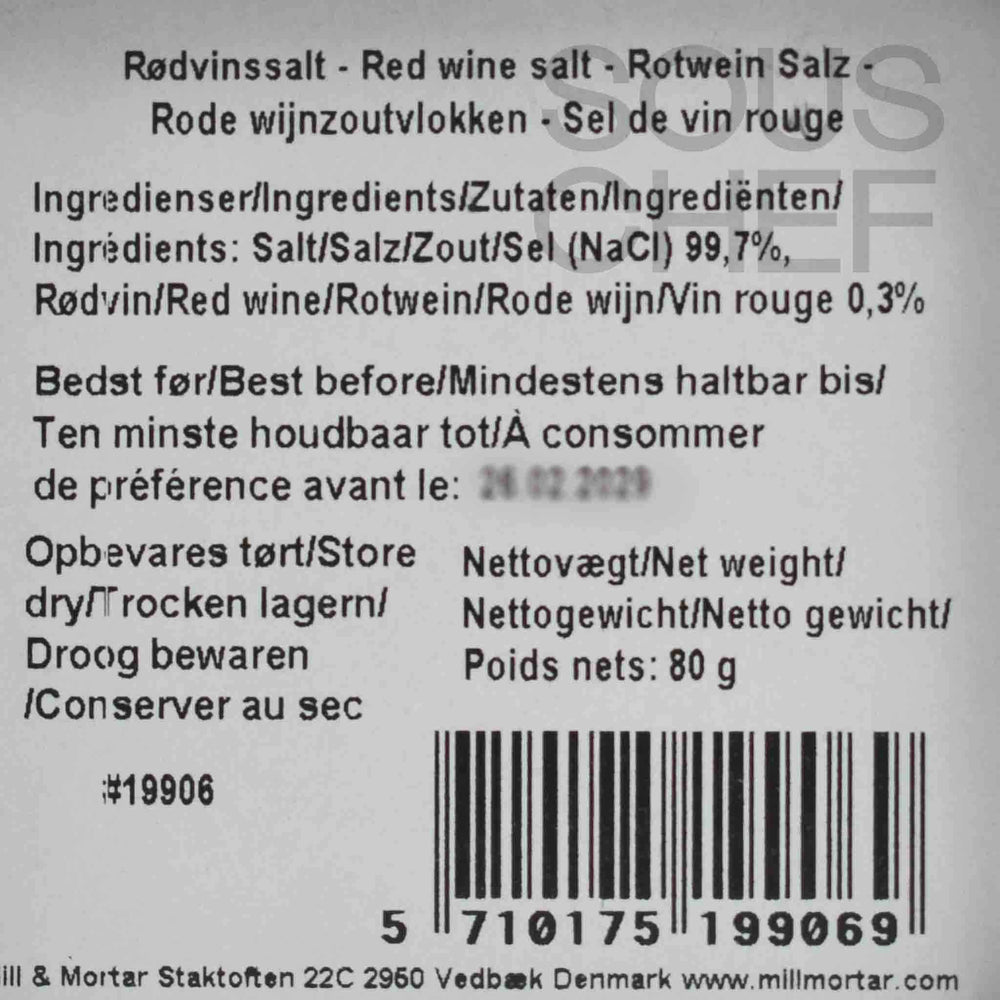 Rødvinssalt - Red wine salt - Rotwein Salz -
Rode wijnzoutvlokken - Sel de vin rouge
SOUS
CHEF
Ingredienser/Ingredients/Zutaten/Ingrediënten/
Ingrédients: Salt/Salz/Zout/Sel (NaCl) 99,7%,
Rødvin/Red wine/Rotwein/Rode wijn/Vin rouge 0,3%
Bedst før/Best before/Mindestens haltbar bis/
Ten minste houdbaar tot/À consommer
de préférence avant le:
Opbevares tørt/Store
dry/Trocken lagern/
Droog bewaren
/Conserver au sec
Nettovægt/Net weight/
Nettogewicht/Netto gewicht/
Poids nets: 80 g
#19906
5 710175 199069
ill & Mortar Staktoften 22C 2950 Vedbæk Denmark www.millmortar.com